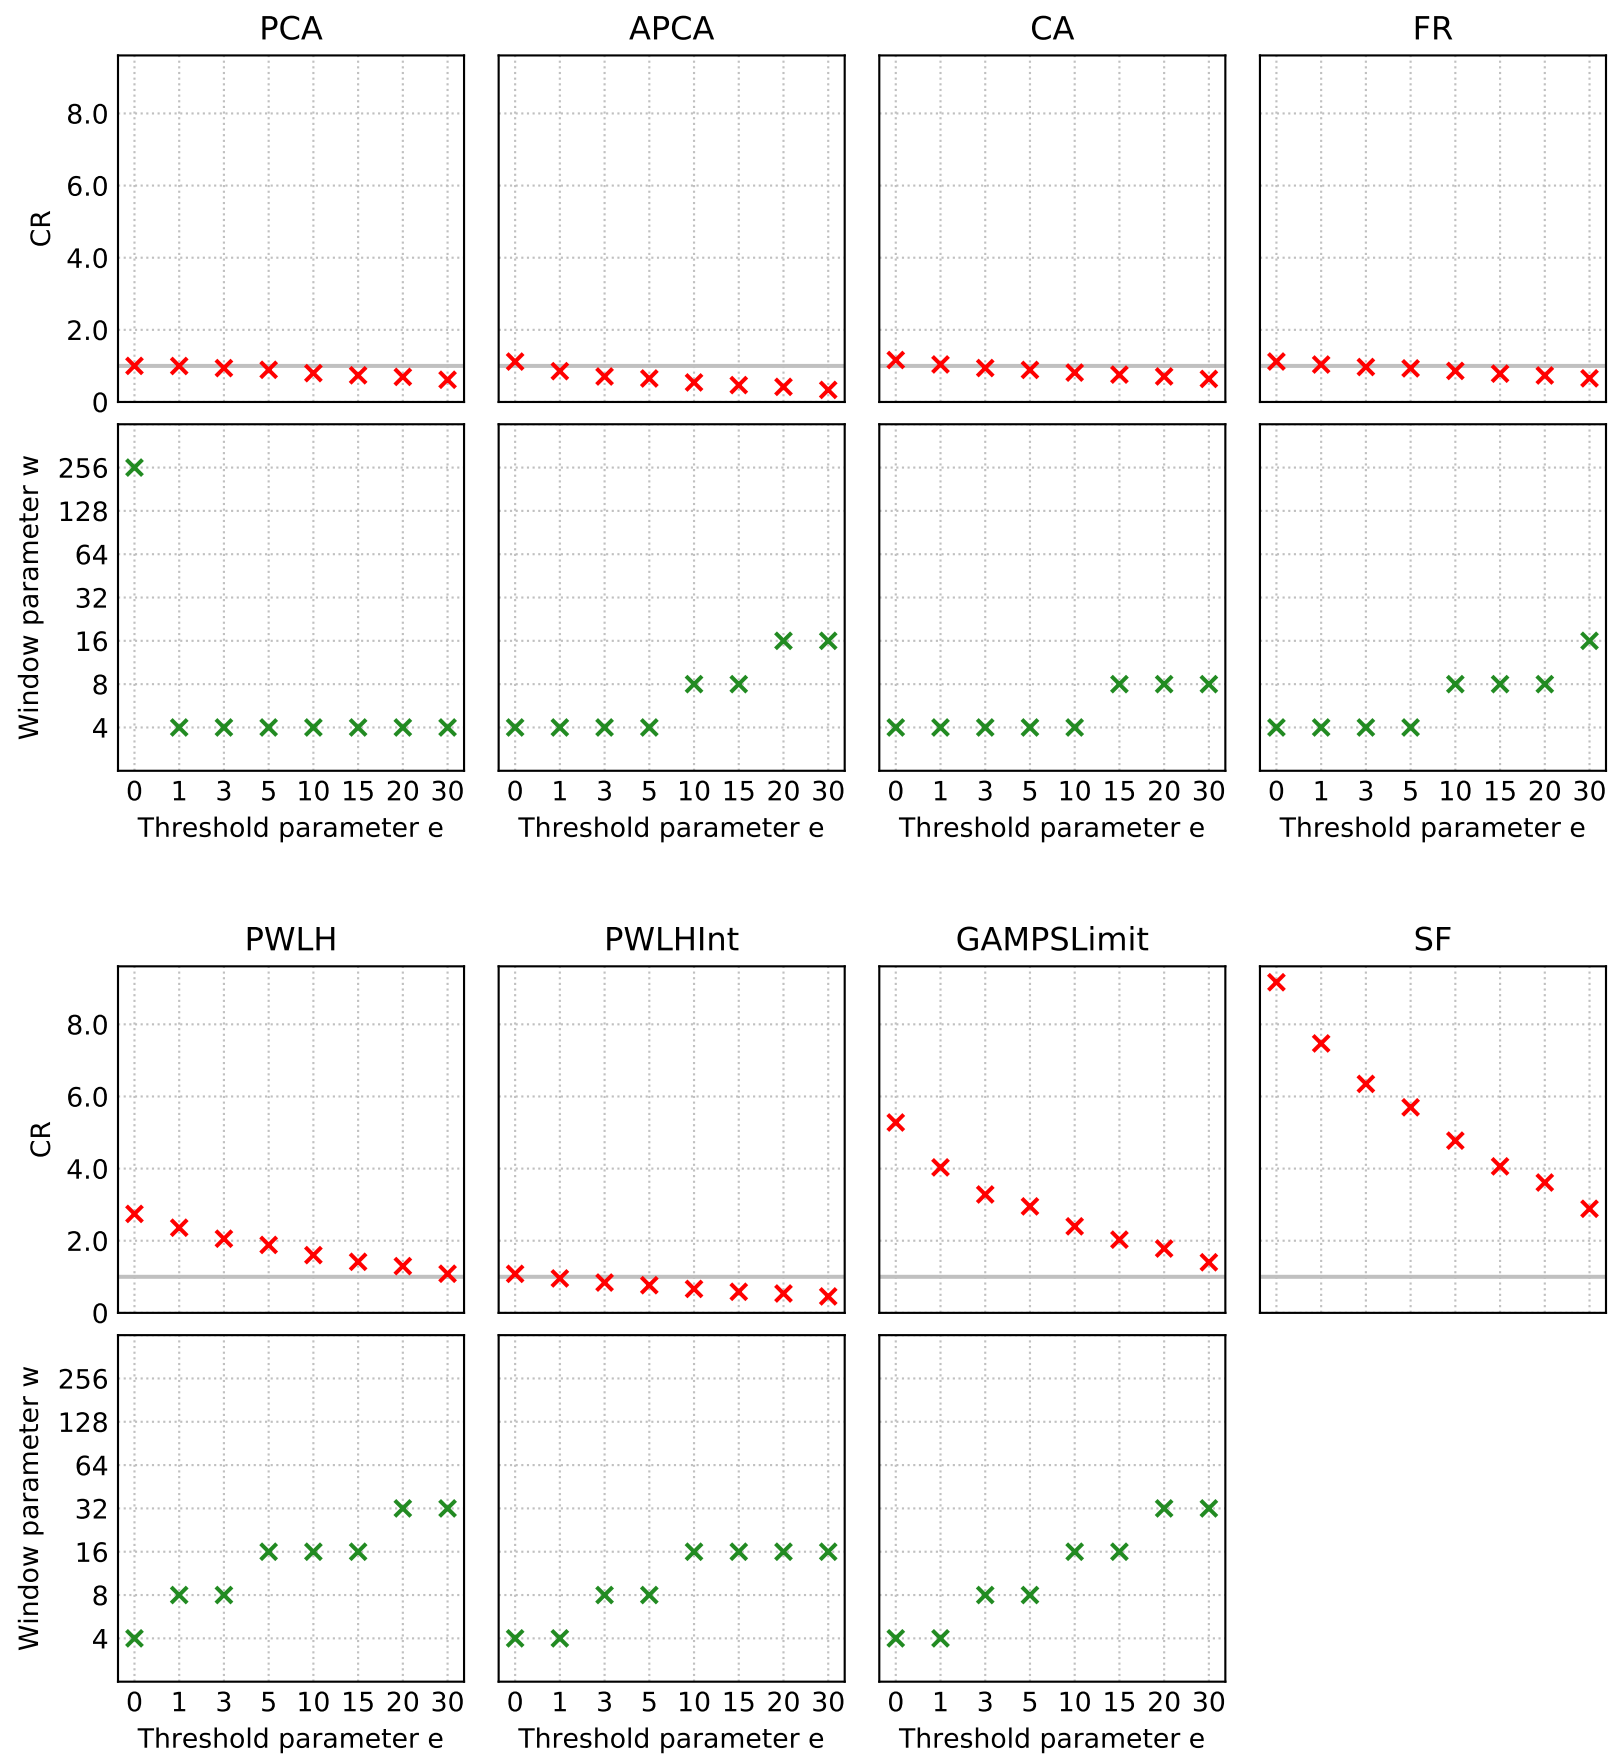 PCA APCA CA FR
CR
8.0
6.0
4.0
2.0
0
Window parameter w
256
128
64
32
16
8
4
0 1 3 5 10 15 20 30 0 1 3 5 10 15 20 30 0 1 3 5 10 15 20 30 0 1 3 5 10 15 20 30
Threshold parameter e Threshold parameter e Threshold parameter e Threshold parameter e
PWLH PWLHInt GAMPSLimit SF
CR
8.0
6.0
4.0
2.0
0
Window parameter w
256
128
64
32
16
8
4
0 1 3 5 10 15 20 30 0 1 3 5 10 15 20 30 0 1 3 5 10 15 20 30
Threshold parameter e Threshold parameter e Threshold parameter e